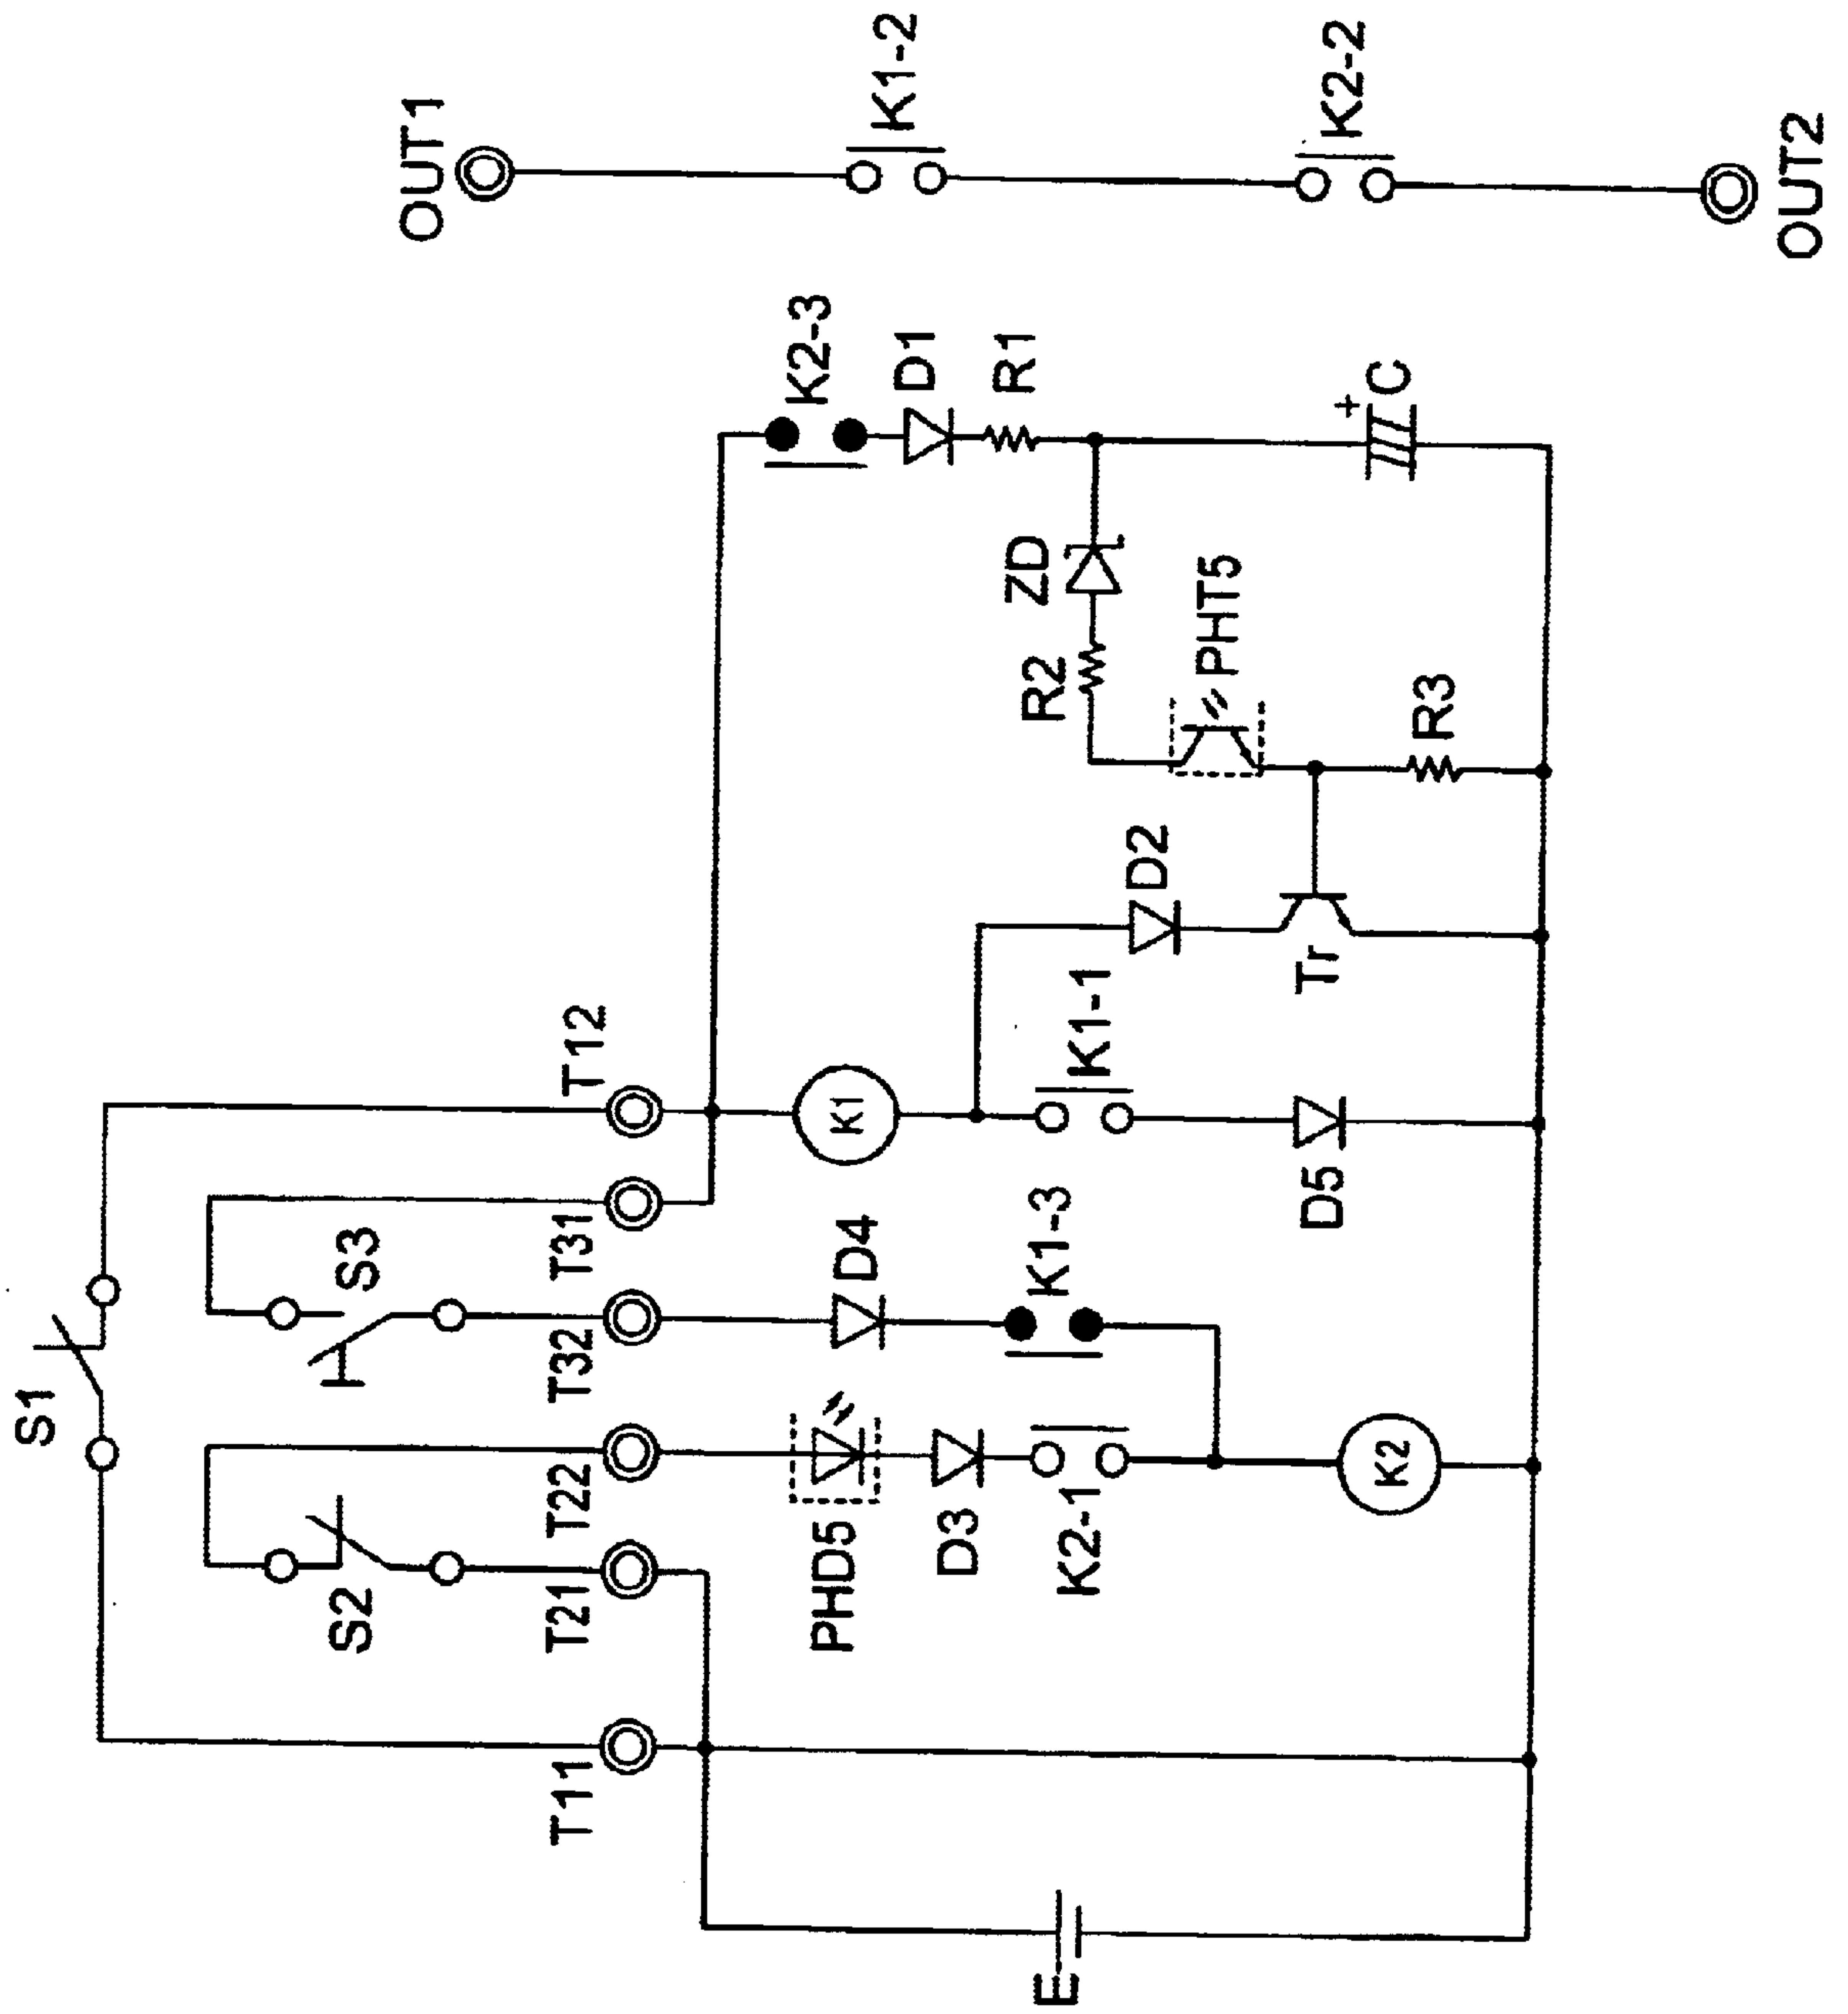 S1
S2
S3
T11
T21
T22
T32
T31
T12
E
PHD5
D3
K2-1
K2
D4
K1-3
K1
K1-1
D5
D2
Tr
R2
ZD
PHT5
R3
K2-3
D1
R1
+
C
OUT1
K1-2
K2-2
OUT2